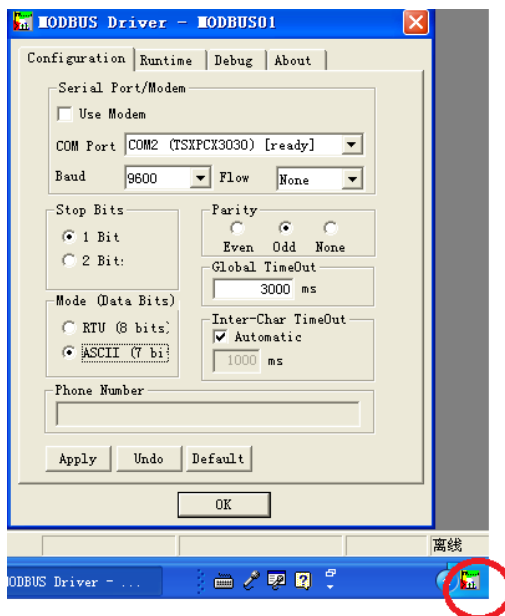 MODBUS Driver - MODBUS01
Configuration Runtime Debug About
Serial Port/Modem
Use Modem
COM Port COM2 (TSXPCX3030) [ready]
Baud 9600 Flow None
Stop Bits
1 Bit
2 Bit:
Parity
Even Odd None
Global TimeOut
3000 ms
Mode (Data Bits)
RTU (8 bits)
ASCII (7 bi
Inter-Char TimeOut
Automatic
1000 ms
Phone Number
Apply Undo Default
OK
离线
ODBUS Driver - ...